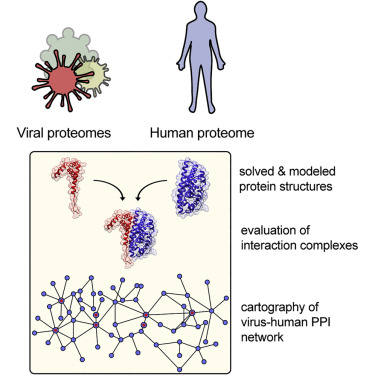 Viral proteomes
Human proteome
solved & modeled
protein structures
evaluation of
interaction complexes
cartography of
virus-human PPI
network